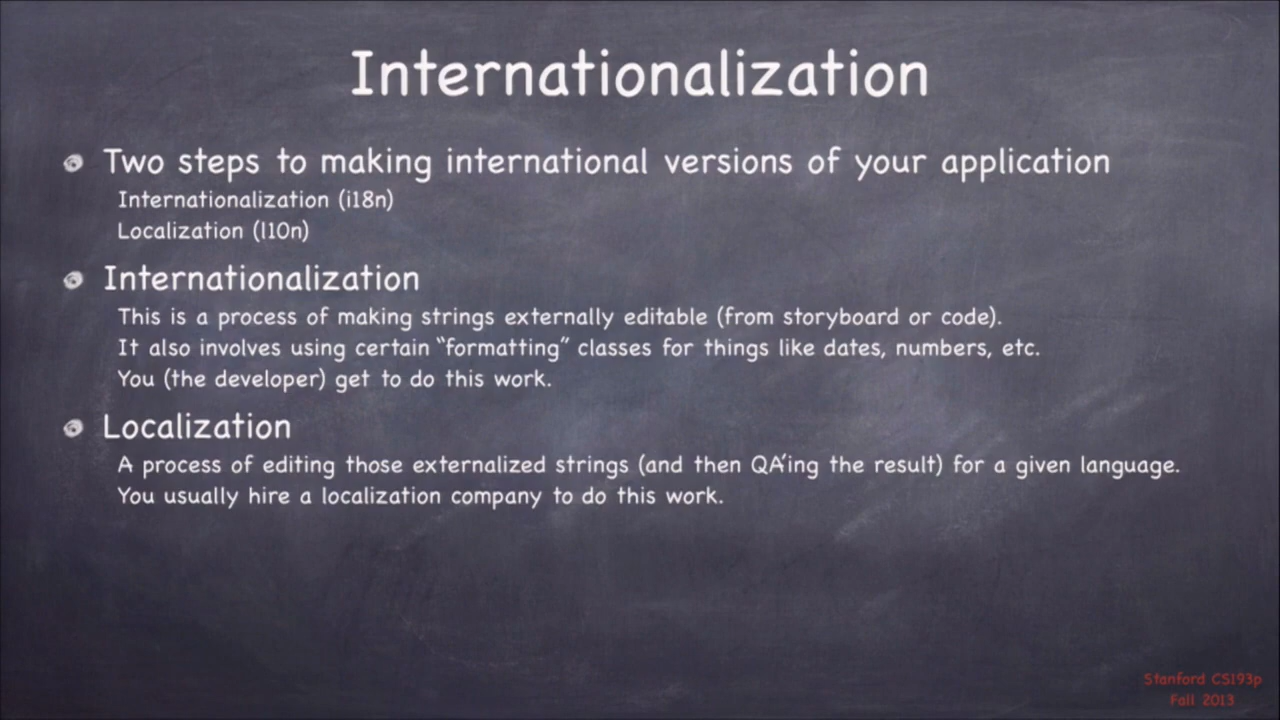 Internationalization
Two steps to making international versions of your application
Internationalization (i18n)
Localization (l10n)
Internationalization
This is a process of making strings externally editable (from storyboard or code).
It also involves using certain “formatting” classes for things like dates, numbers, etc.
You (the developer) get to do this work.
Localization
A process of editing those externalized strings (and then QA’ing the result) for a given language.
You usually hire a localization company to do this work.
Stanford CS193p
Fall 2013